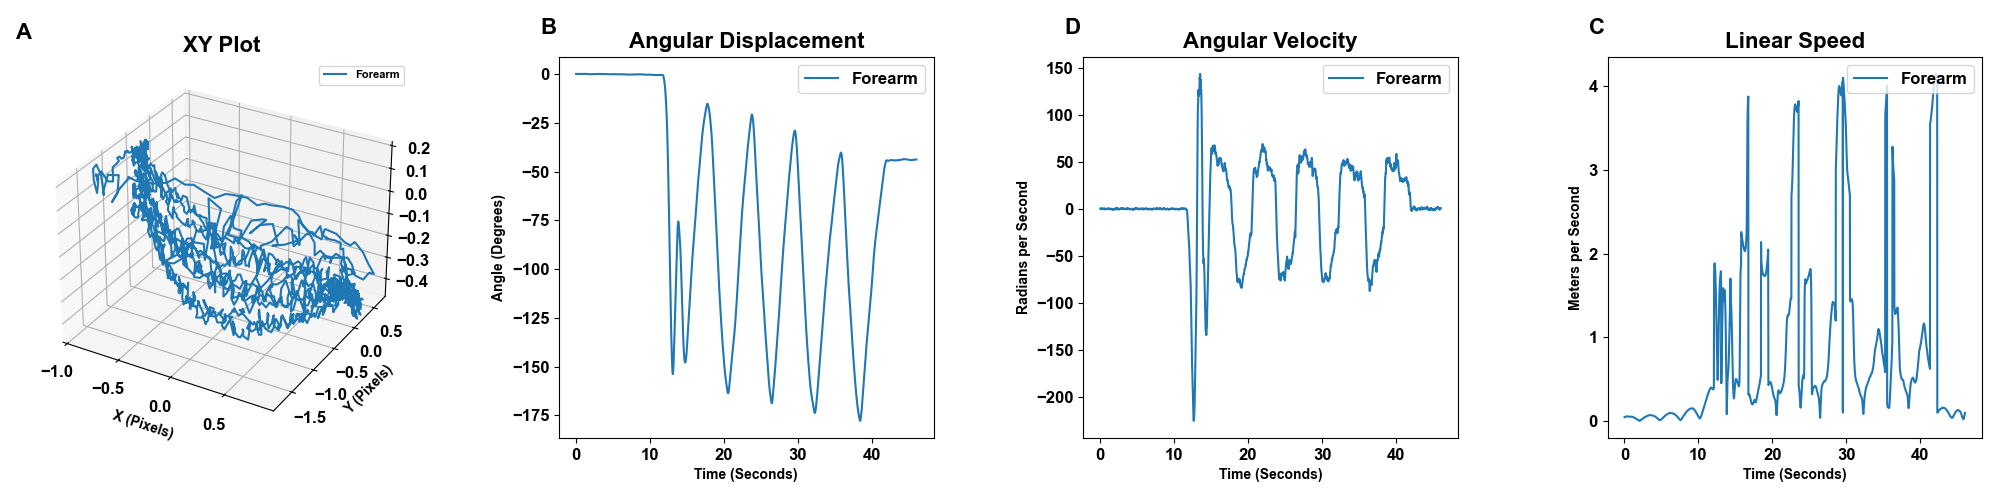 A
XY Plot
Forearm
0.2
0.1
0.0
−0.1
−0.2
−0.3
−0.4
−1.0
−0.5
0.0
0.5
X (Pixels)
0.5
0.0
−0.5
−1.0
−1.5
Y (Pixels)
B
Angular Displacement
Forearm
Angle (Degrees)
0
−25
−50
−75
−100
−125
−150
−175
0 10 20 30 40
Time (Seconds)
D
Angular Velocity
Forearm
Radians per Second
150
100
50
0
−50
−100
−150
−200
0 10 20 30 40
Time (Seconds)
C
Linear Speed
Forearm
Meters per Second
4
3
2
1
0
0 10 20 30 40
Time (Seconds)